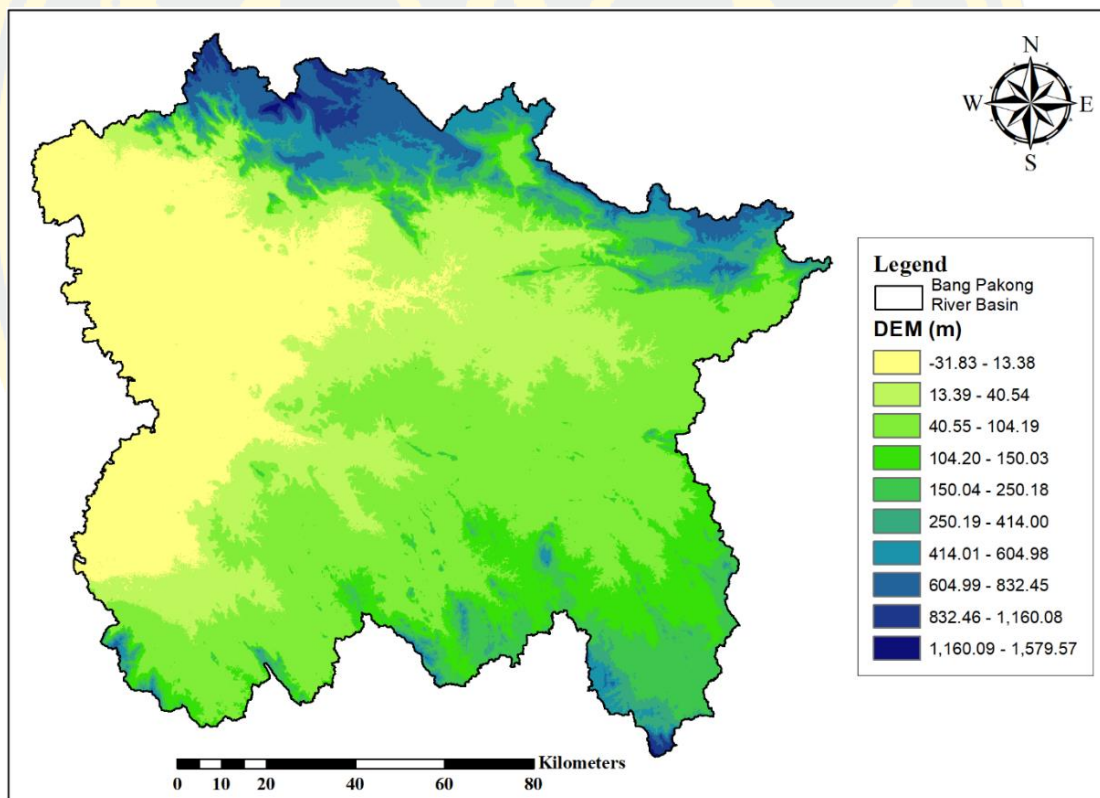 N
W E
S
Legend
Bang Pakong
River Basin
DEM (m)
-31.83 - 13.38
13.39 - 40.54
40.55 - 104.19
104.20 - 150.03
150.04 - 250.18
250.19 - 414.00
414.01 - 604.98
604.99 - 832.45
832.46 - 1,160.08
1,160.09 - 1,579.57
Kilometers
0 10 20 40 60 80